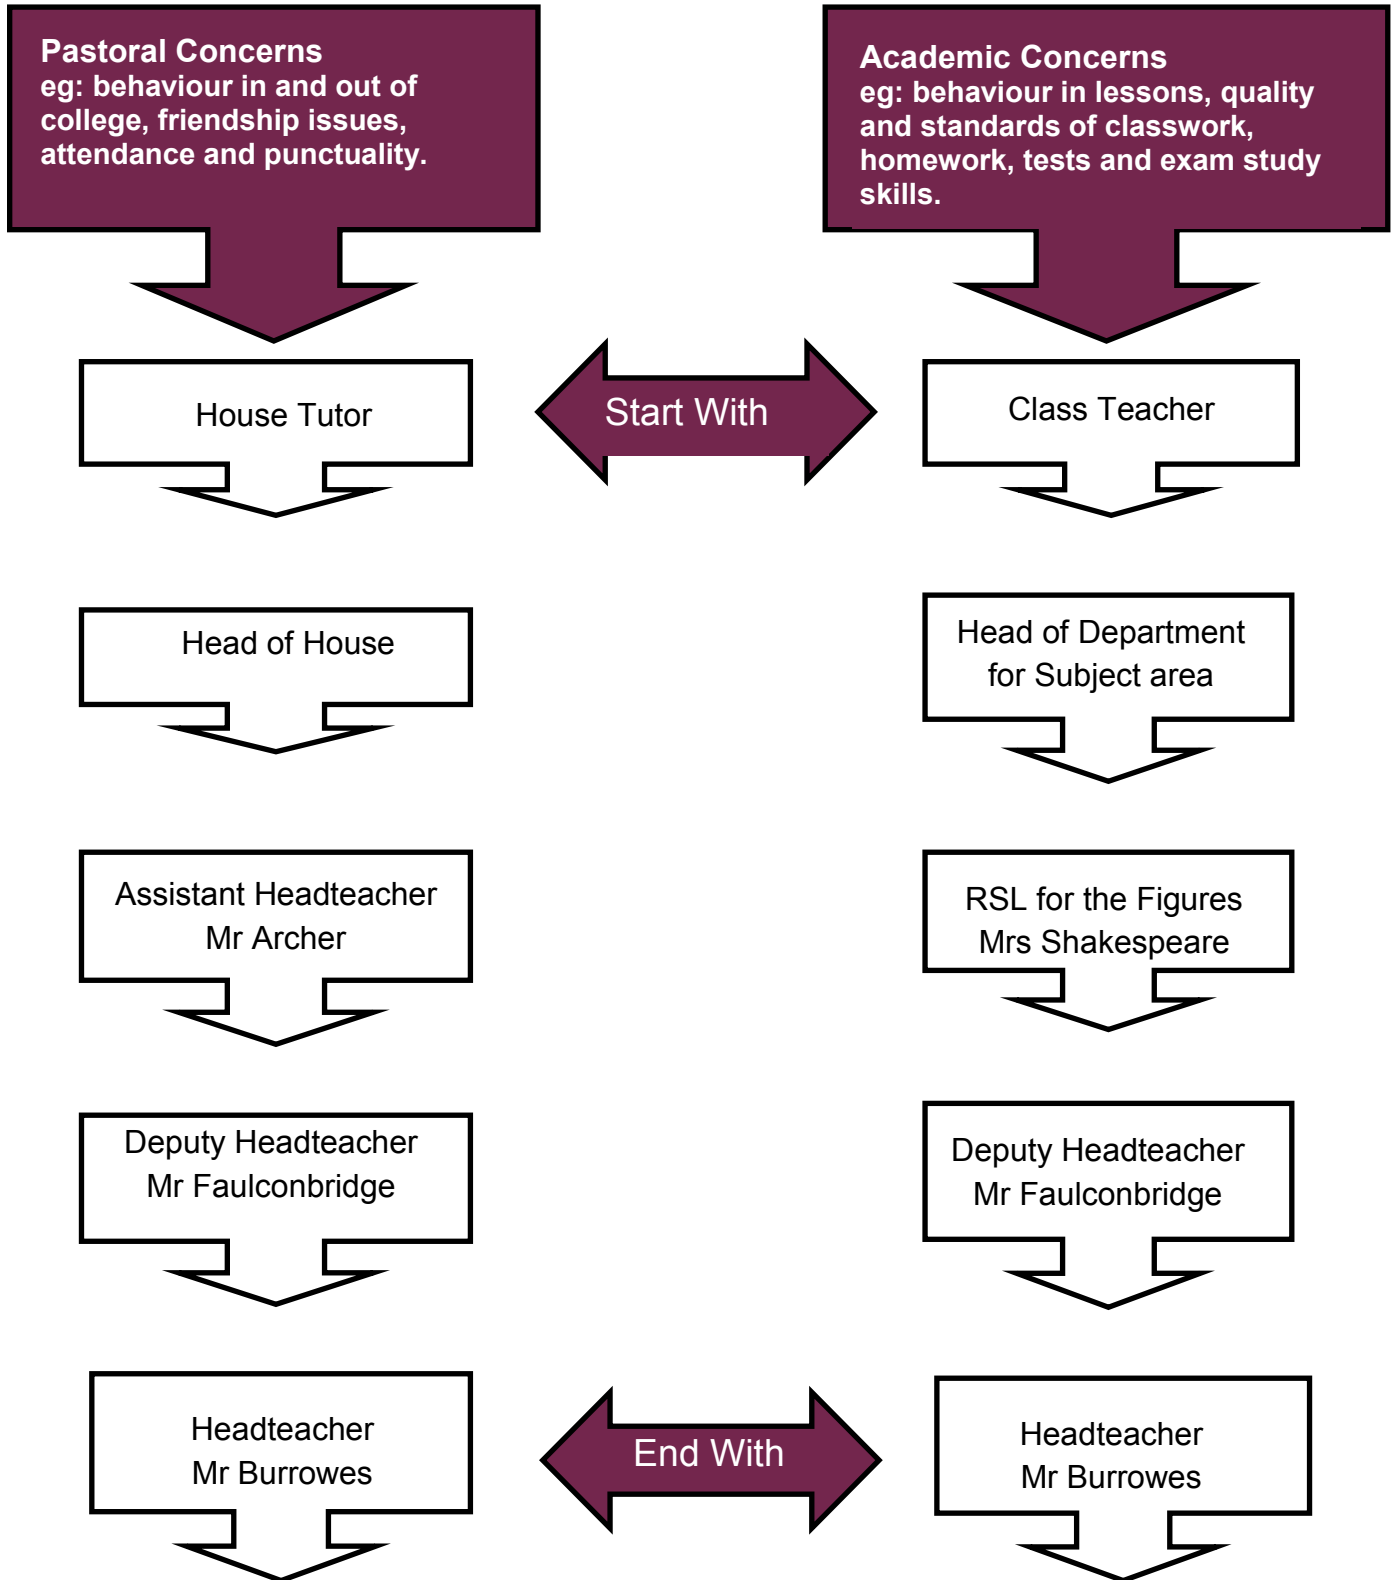 Pastoral Concerns
eg: behaviour in and out of
college, friendship issues,
attendance and punctuality.
Academic Concerns
eg: behaviour in lessons, quality
and standards of classwork,
homework, tests and exam study
skills.
House Tutor
Start With
Class Teacher
Head of House
Head of Department
for Subject area
Assistant Headteacher
Mr Archer
RSL for the Figures
Mrs Shakespeare
Deputy Headteacher
Mr Faulconbridge
Deputy Headteacher
Mr Faulconbridge
Headteacher
Mr Burrowes
End With
Headteacher
Mr Burrowes